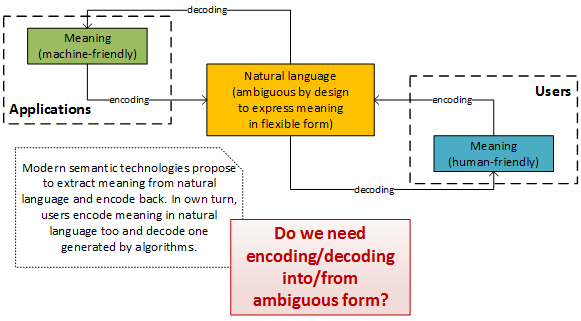 decoding
Meaning
(machine-friendly)
encoding
Applications
Natural language
(ambiguous by design
to express meaning
in flexible form)
Users
encoding
Meaning
(human-friendly)
decoding
Modern semantic technologies propose
to extract meaning from natural
language and encode back. In own turn,
users encode meaning in natural
language too and decode one
generated by algorithms.
Do we need
encoding/decoding
into/from
ambiguous form?